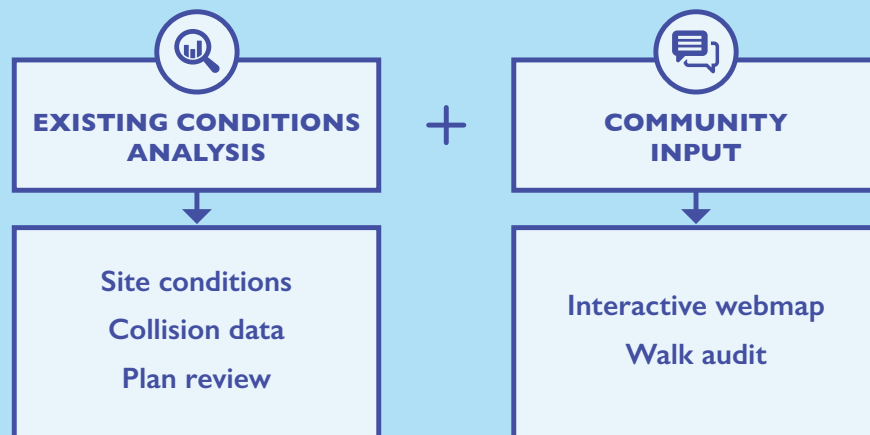 EXISTING CONDITIONS
ANALYSIS
+
COMMUNITY
INPUT
Site conditions
Collision data
Plan review
Interactive webmap
Walk audit